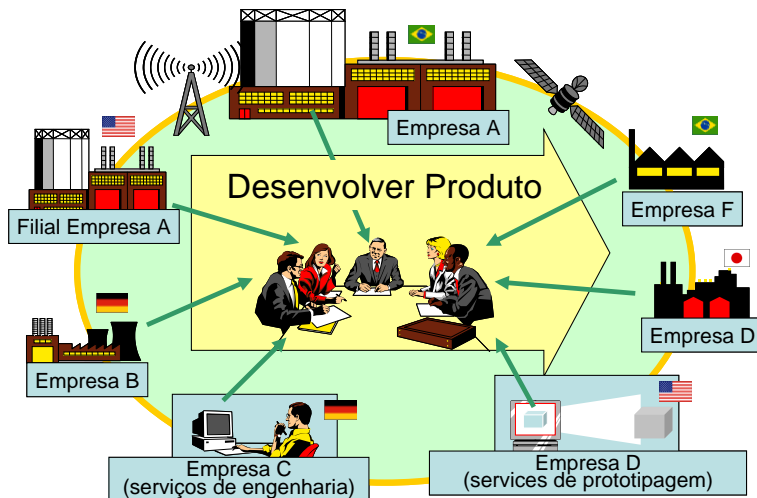 Empresa A
Desenvolver Produto
Filial Empresa A
Empresa F
Empresa B
Empresa D
Empresa C
(serviços de engenharia)
Empresa D
(services de prototipagem)